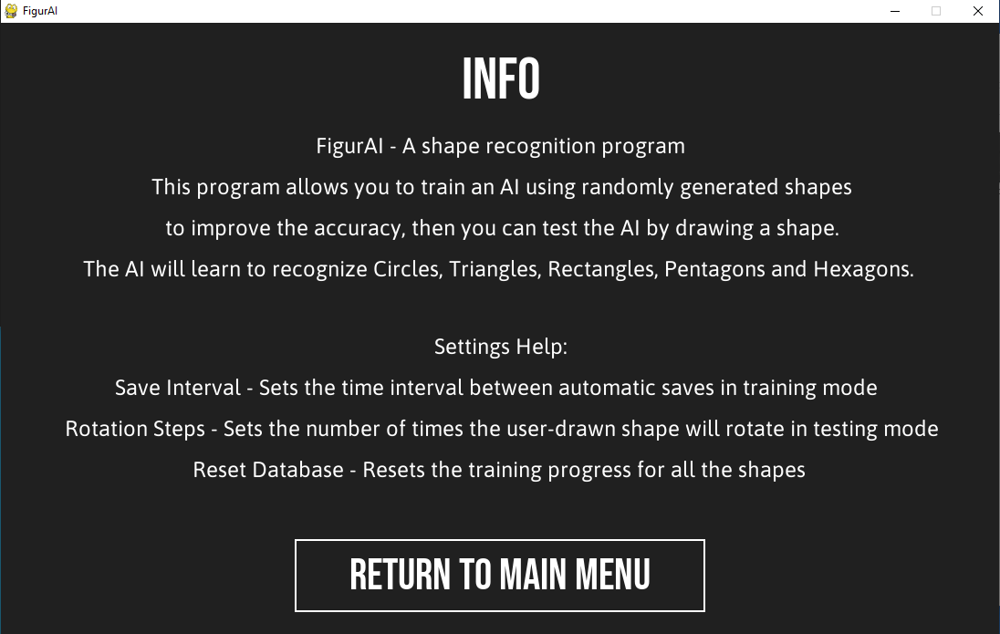 FigurAI
INFO
FigurAI - A shape recognition program
This program allows you to train an AI using randomly generated shapes
to improve the accuracy, then you can test the AI by drawing a shape.
The AI will learn to recognize Circles, Triangles, Rectangles, Pentagons and Hexagons.
Settings Help:
Save Interval - Sets the time interval between automatic saves in training mode
Rotation Steps - Sets the number of times the user-drawn shape will rotate in testing mode
Reset Database - Resets the training progress for all the shapes
RETURN TO MAIN MENU